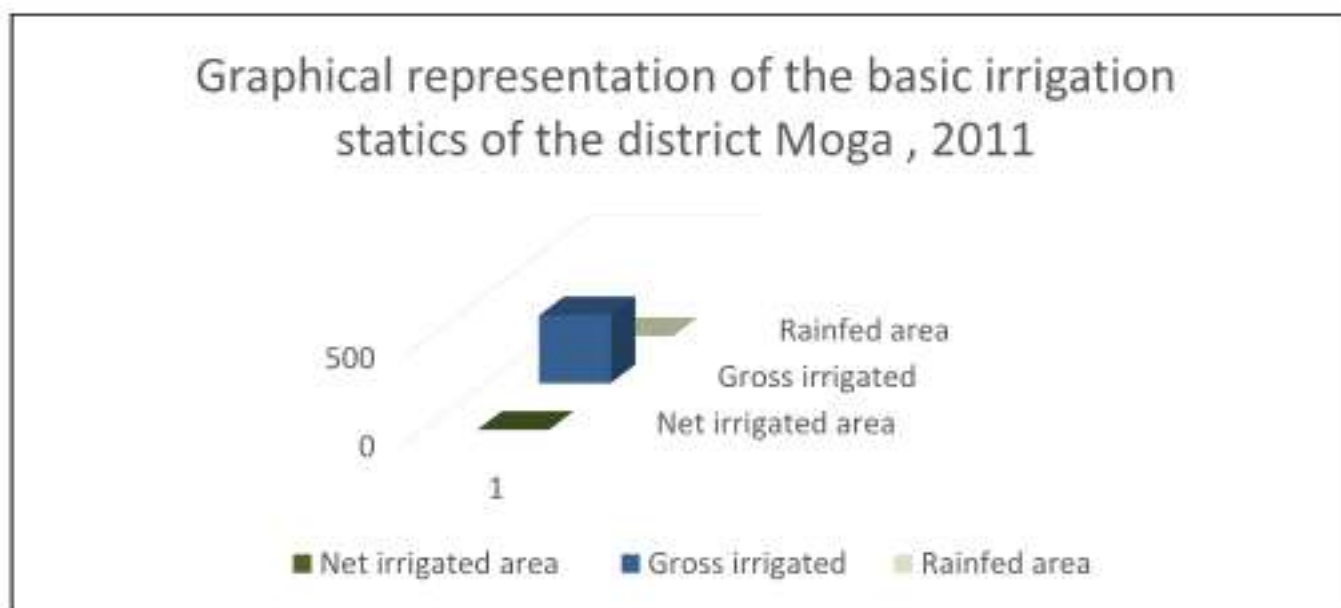 Graphical representation of the basic irrigation
statics of the district Moga , 2011
Rainfed area
500
Gross irrigated
Net irrigated area
0
1
Net irrigated area Gross irrigated Rainfed area